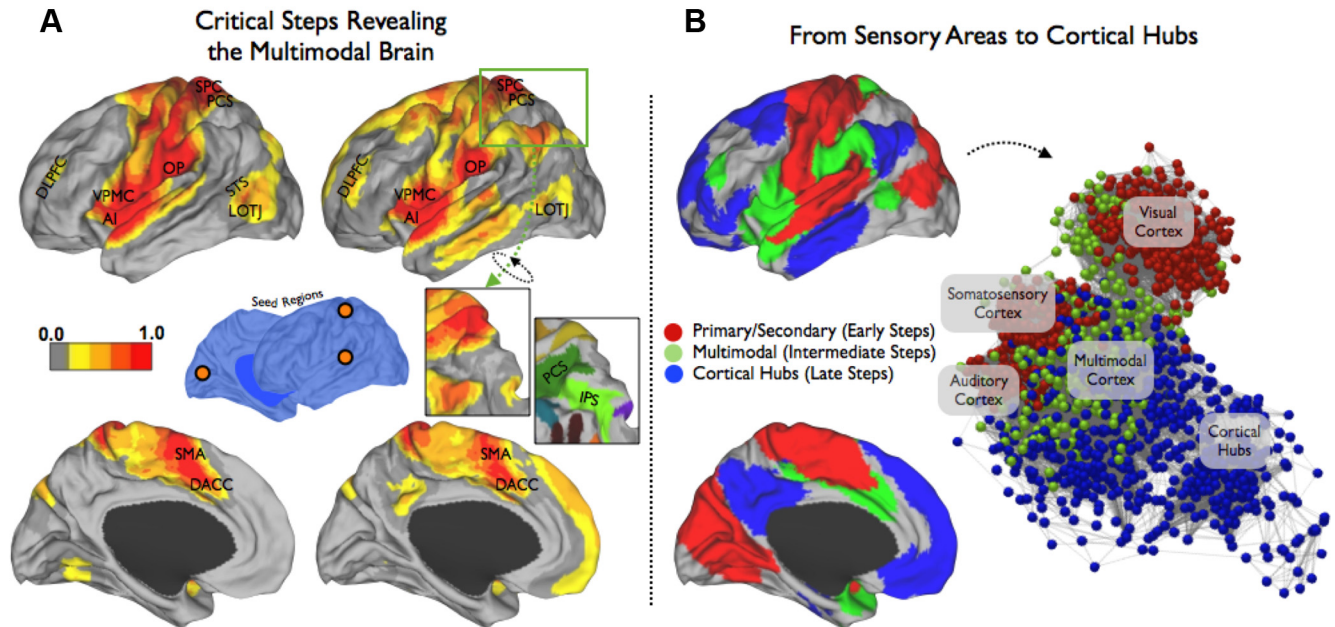 A
Critical Steps Revealing
the Multimodal Brain
SPC
PCS
DLPFC
OP
VPMC
AI
STS
LOTJ
SPC
PCS
DLPFC
OP
VPMC
AI
LOTJ
Seed Regions
0.0
1.0
PCS
IPS
SMA
DACC
SMA
DACC
B
From Sensory Areas to Cortical Hubs
Primary/Secondary (Early Steps)
Multimodal (Intermediate Steps)
Cortical Hubs (Late Steps)
Visual
Cortex
Somatosensory
Cortex
Multimodal
Cortex
Auditory
Cortex
Cortical
Hubs